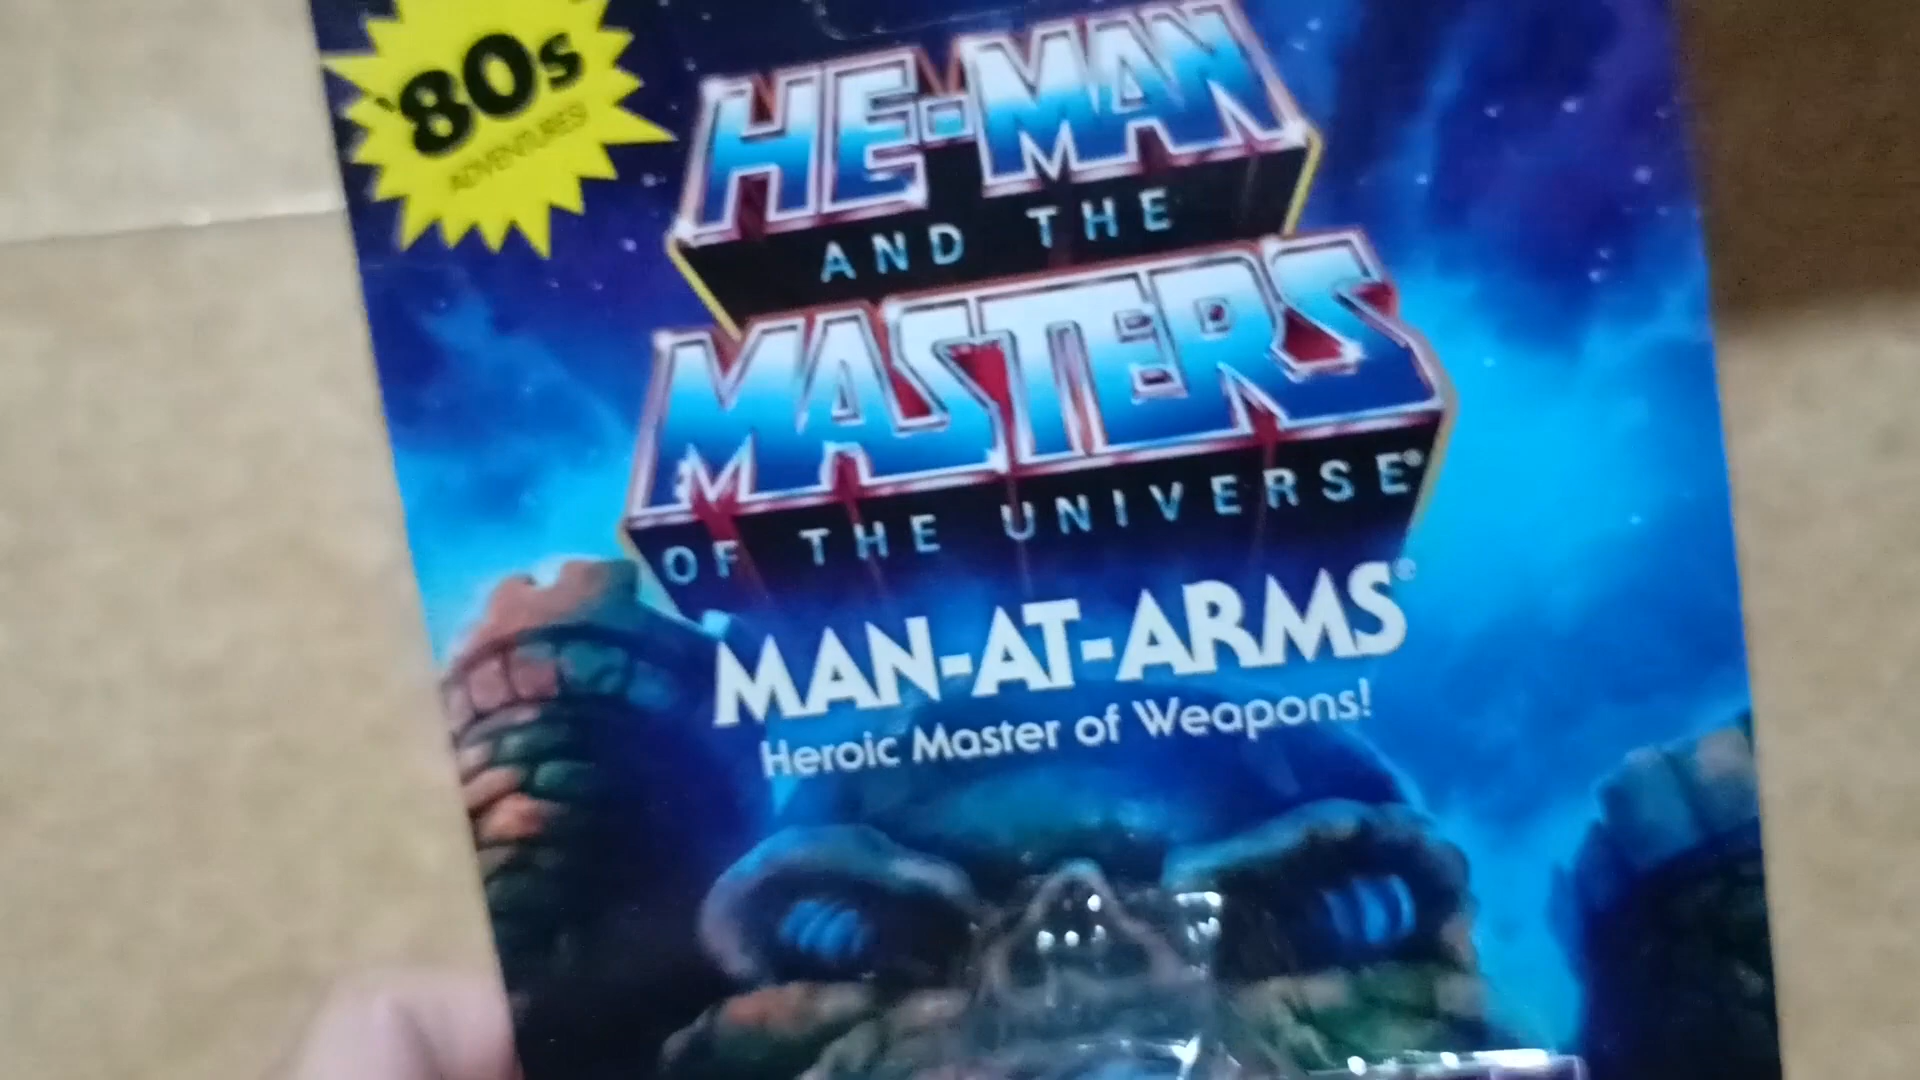 '80s
ADVENTURES!
HE-MAN
AND THE
MASTERS
OF THE UNIVERSE®
MAN-AT-ARMS®
Heroic Master of Weapons!